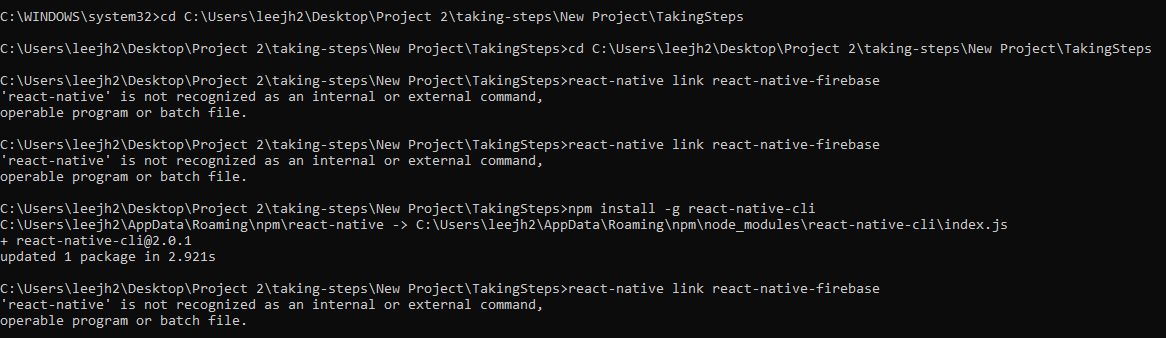 C:\WINDOWS\system32>cd C:\Users\leejh2\Desktop\Project 2\taking-steps\New Project\TakingSteps
C:\Users\leejh2\Desktop\Project 2\taking-steps\New Project\TakingSteps>cd C:\Users\leejh2\Desktop\Project 2\taking-steps\New Project\TakingSteps
C:\Users\leejh2\Desktop\Project 2\taking-steps\New Project\TakingSteps>react-native link react-native-firebase
'react-native' is not recognized as an internal or external command,
operable program or batch file.
C:\Users\leejh2\Desktop\Project 2\taking-steps\New Project\TakingSteps>react-native link react-native-firebase
'react-native' is not recognized as an internal or external command,
operable program or batch file.
C:\Users\leejh2\Desktop\Project 2\taking-steps\New Project\TakingSteps>npm install -g react-native-cli
C:\Users\leejh2\AppData\Roaming\npm\react-native -> C:\Users\leejh2\AppData\Roaming\npm\node_modules\react-native-cli\index.js
+ react-native-cli@2.0.1
updated 1 package in 2.921s
C:\Users\leejh2\Desktop\Project 2\taking-steps\New Project\TakingSteps>react-native link react-native-firebase
'react-native' is not recognized as an internal or external command,
operable program or batch file.